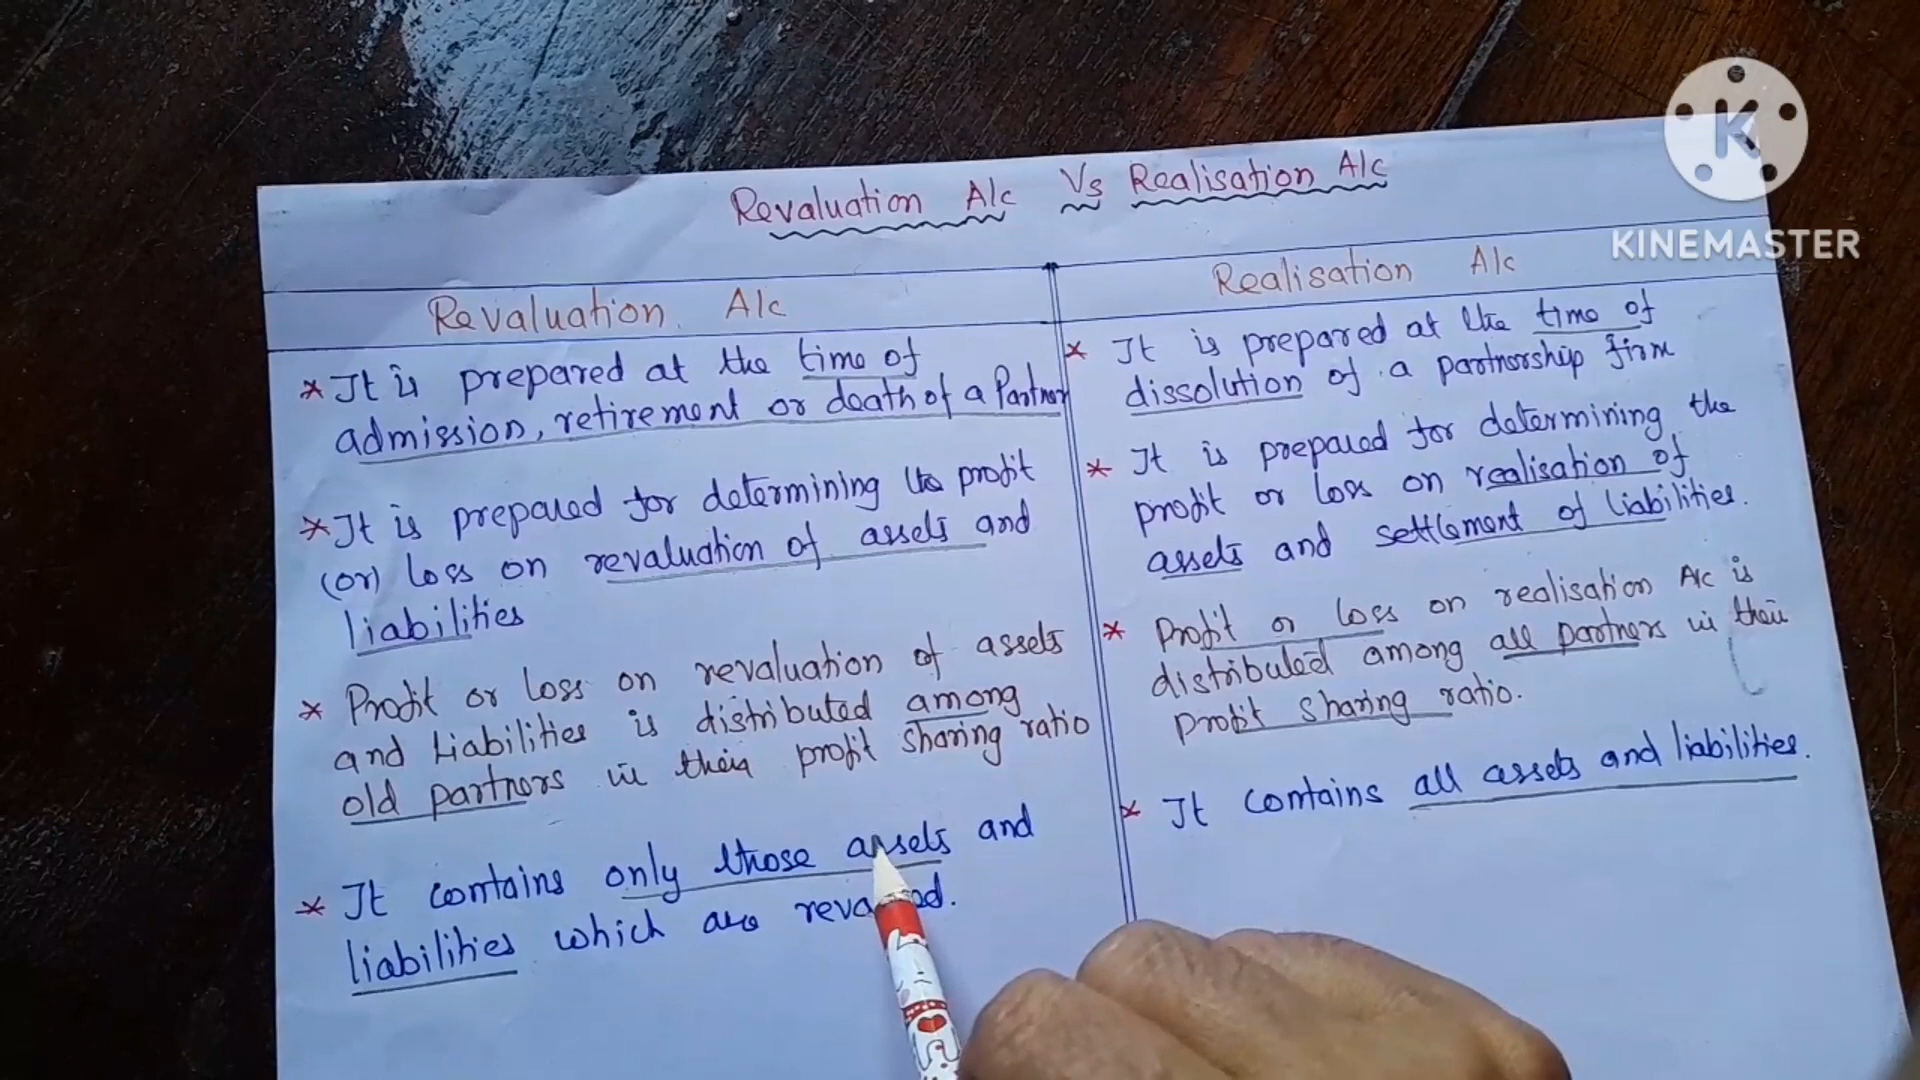 Revaluation A/c Vs Realisation A/c
Revaluation A/c
* It is prepared at the time of
admission, retirement or death of a Partner
* It is prepared for determining the profit
(or) loss on revaluation of assets and
liabilities
* Profit or loss on revaluation of assets
and Liabilities is distributed among
old partners in their profit sharing ratio
* It contains only those assets and
liabilities which are
Realisation A/c
* It is prepared at the time of
dissolution of a partnership firm
* It is prepared for determining the
profit or loss on realisation of
assets and settlement of liabilities.
* Profit or loss on realisation A/c is
distributed among all partners in their
profit sharing ratio.
* It contains all assets and liabilities.
K
KINEMASTER